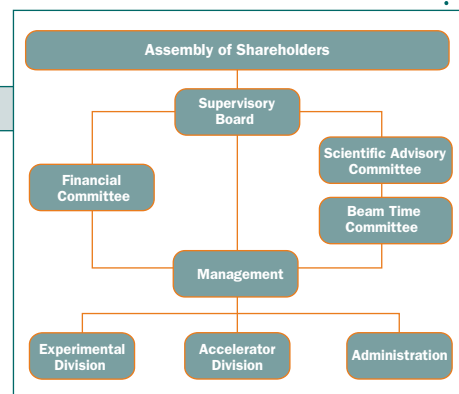 Assembly of Shareholders
Supervisory
Board
Scientific Advisory
Committee
Financial
Committee
Beam Time
Committee
Management
Experimental
Division
Accelerator
Division
Administration